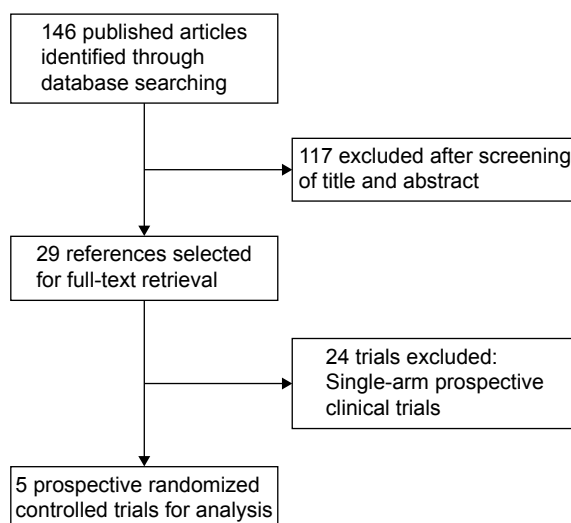 146 published articles
identified through
database searching
117 excluded after screening
of title and abstract
29 references selected
for full-text retrieval
24 trials excluded:
Single-arm prospective
clinical trials
5 prospective randomized
controlled trials for analysis